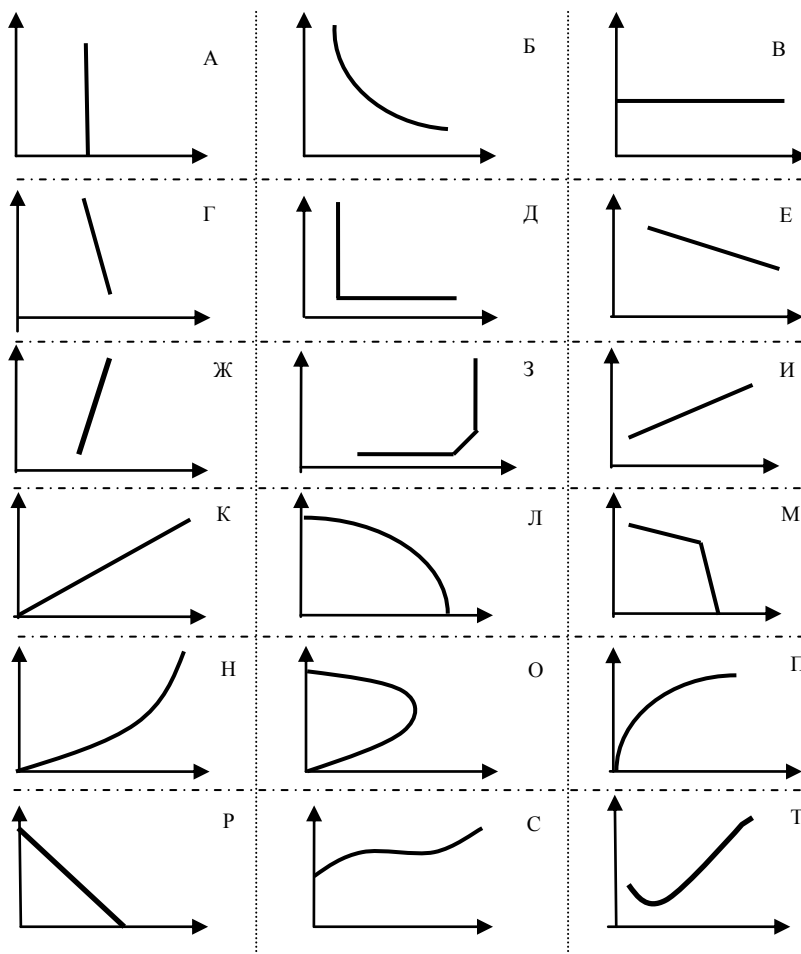 А Б В
Г Д Е
Ж З И
К Л М
Н О П
Р С Т